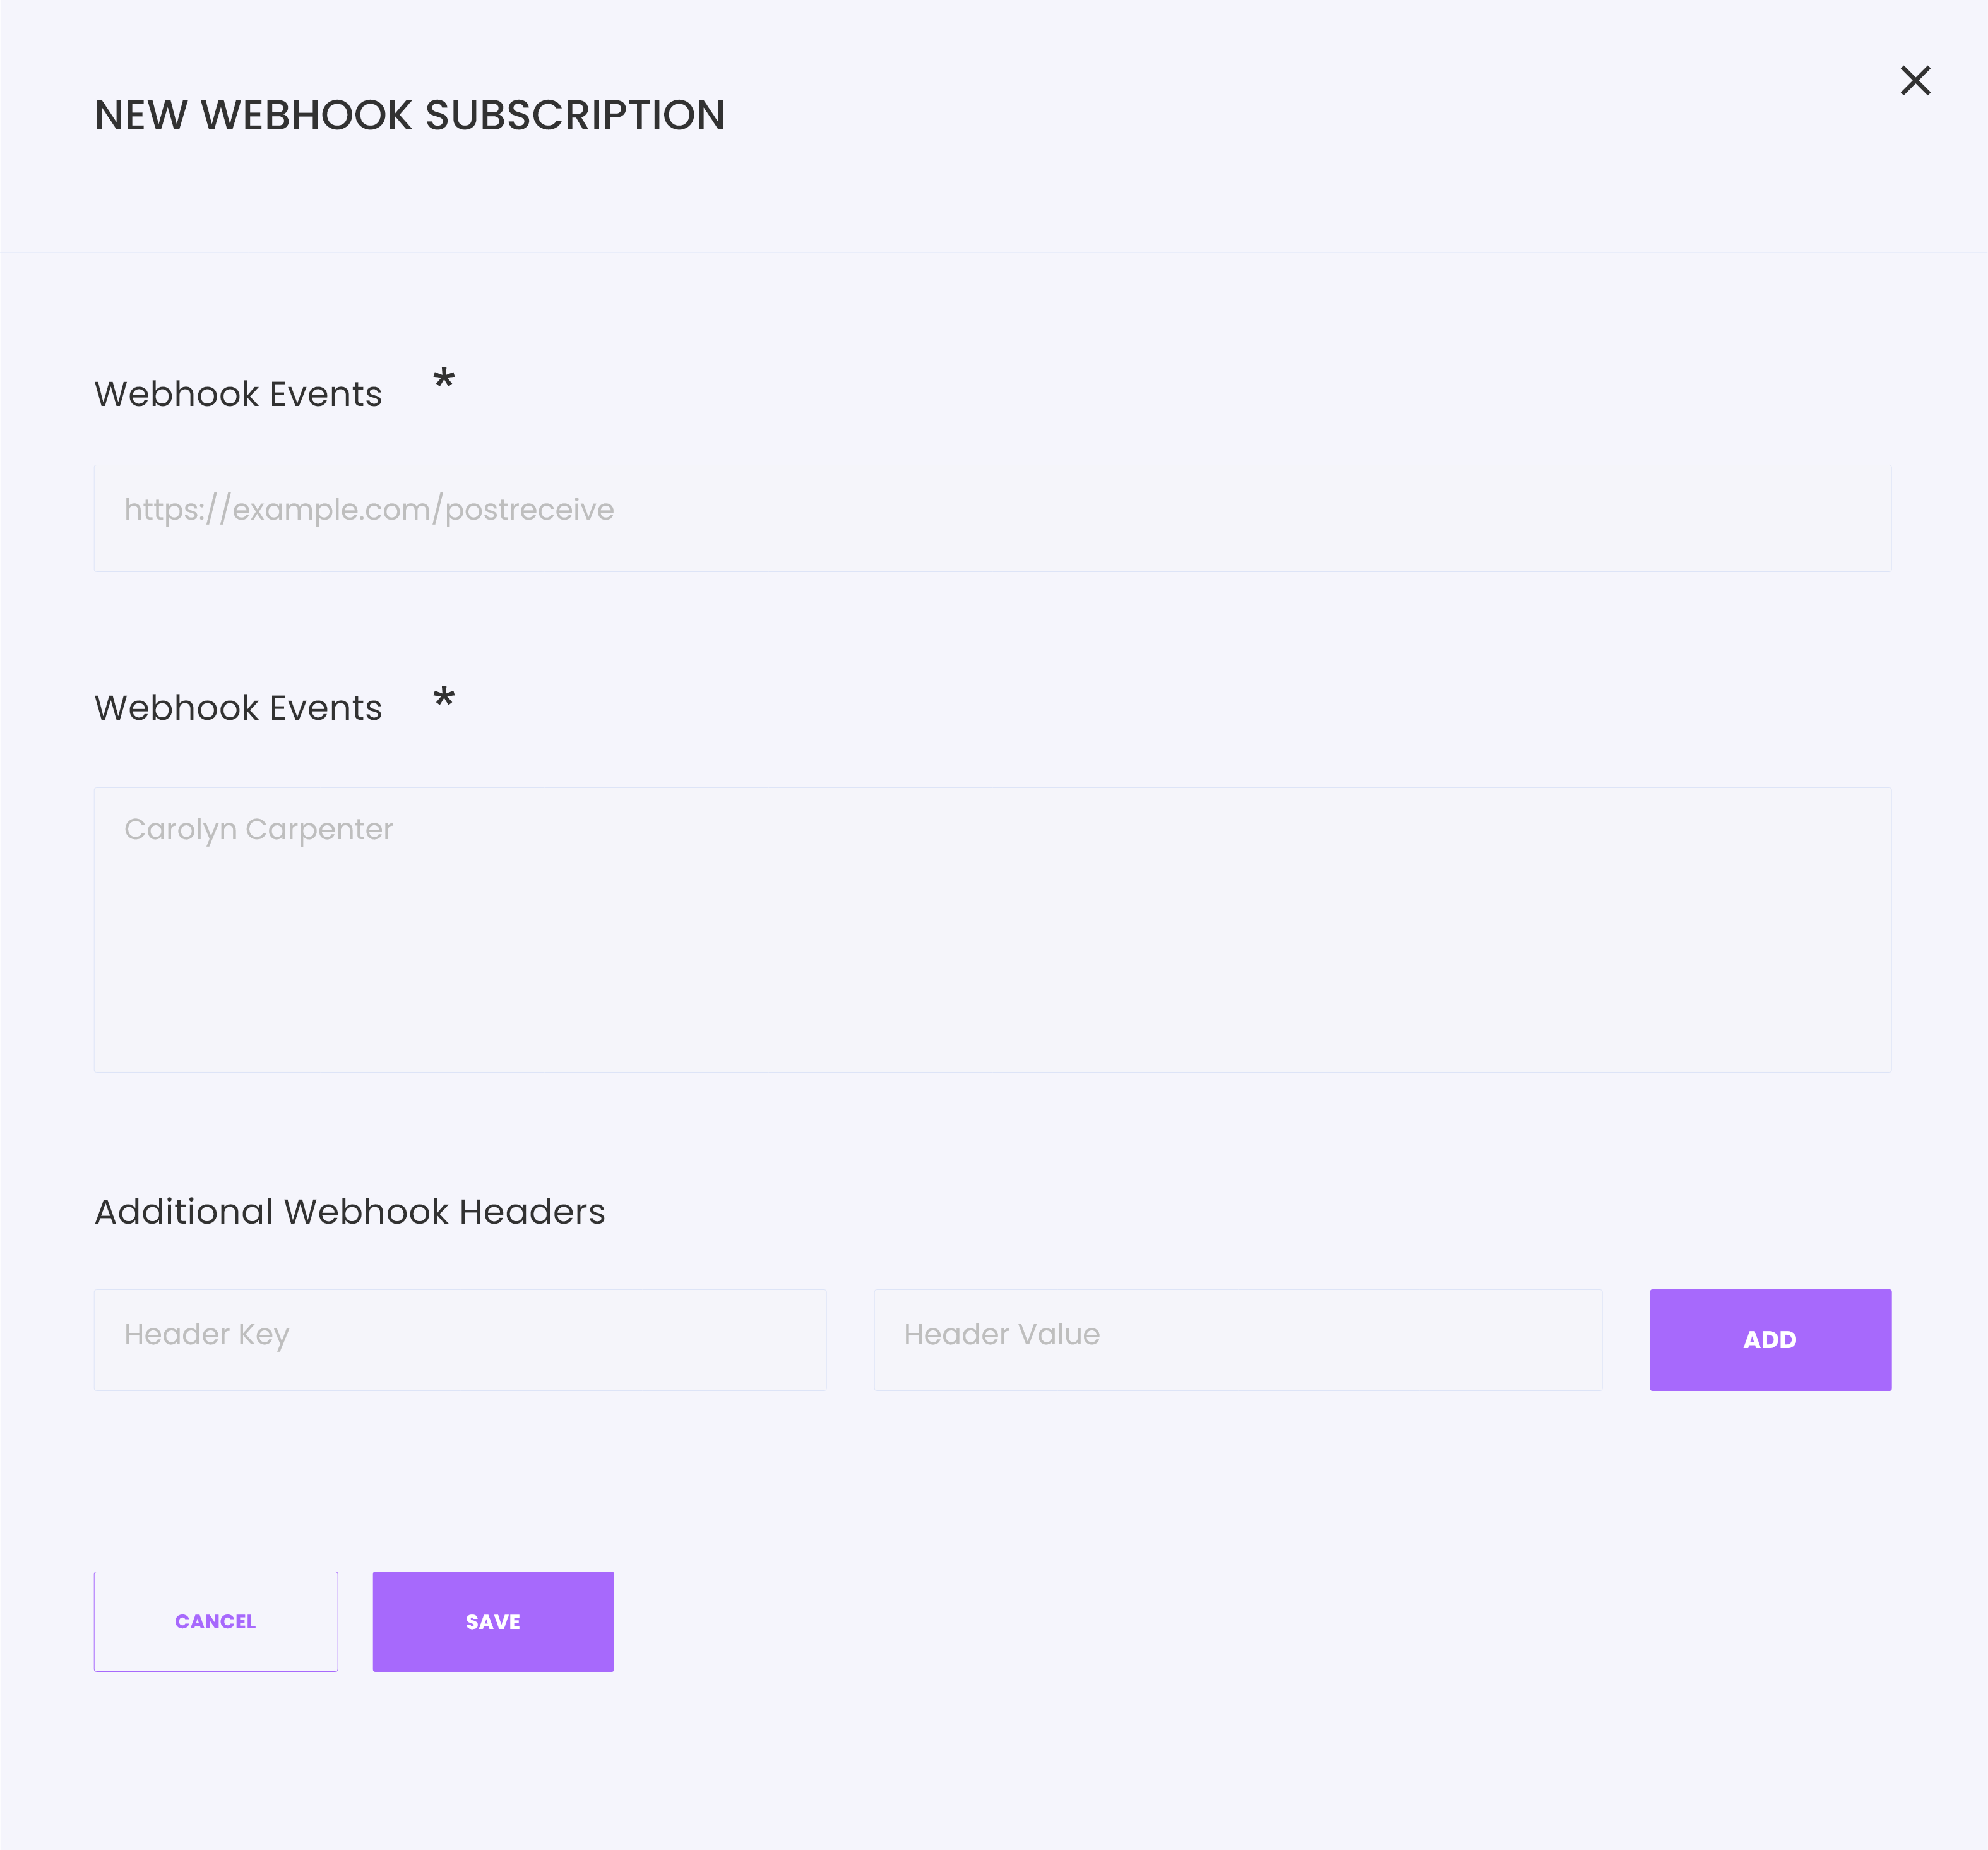 NEW WEBHOOK SUBSCRIPTION
Webhook Events *
https://example.com/postreceive
Webhook Events *
Carolyn Carpenter
Additional Webhook Headers
Header Key Header Value ADD
CANCEL SAVE